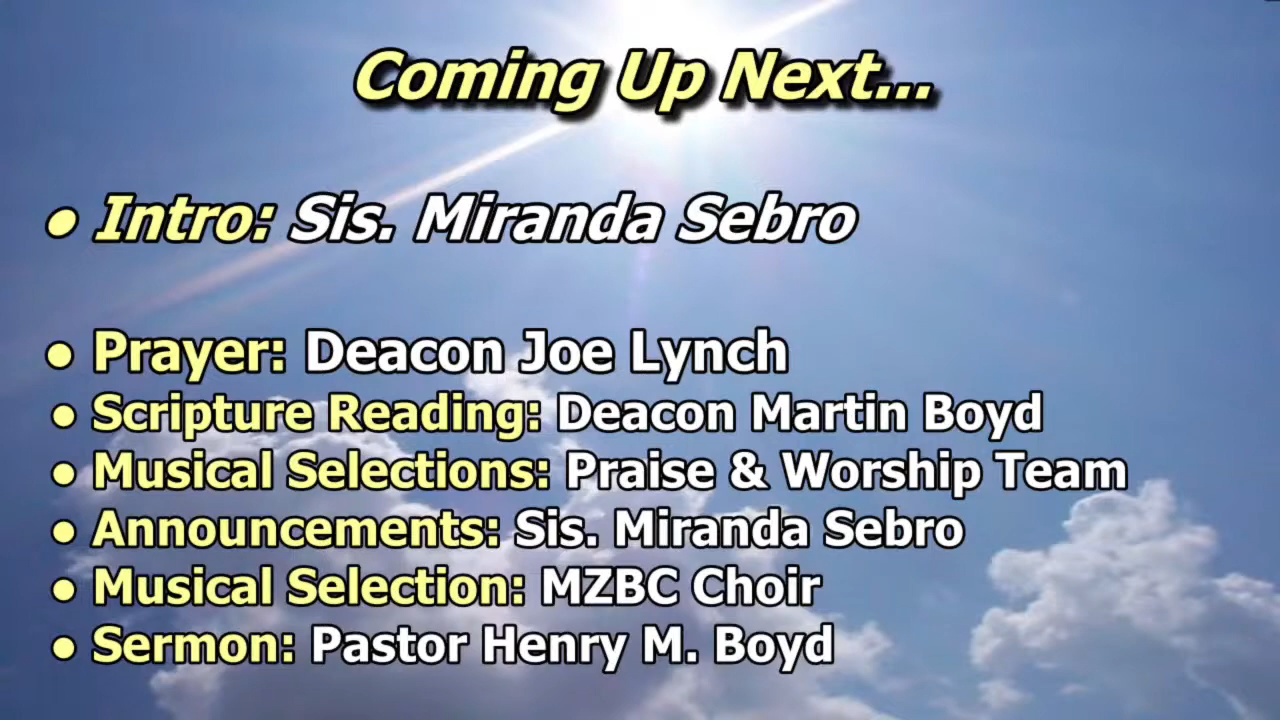 Coming Up Next...
• Intro: Sis. Miranda Sebro
• Prayer: Deacon Joe Lynch
• Scripture Reading: Deacon Martin Boyd
• Musical Selections: Praise & Worship Team
• Announcements: Sis. Miranda Sebro
• Musical Selection: MZBC Choir
• Sermon: Pastor Henry M. Boyd